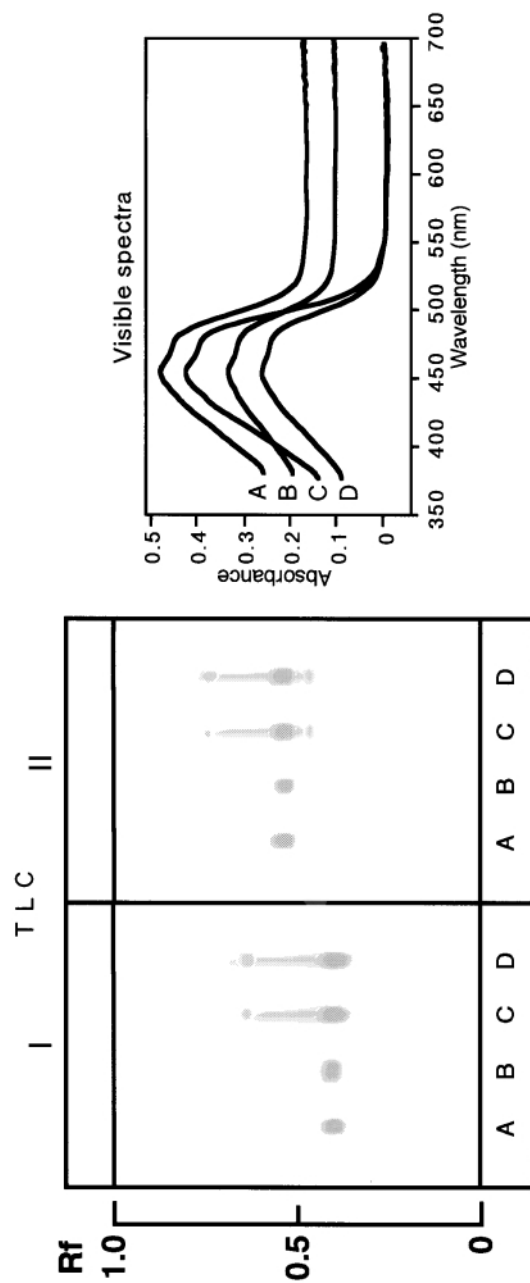 T L C
I
II
Rf
1.0
0.5
0
A
B
C
D
A
B
C
D
Visible spectra
Absorbance
0.5
0.4
0.3
0.2
0.1
0
A
B
C
D
350
400
450
500
550
600
650
700
Wavelength (nm)